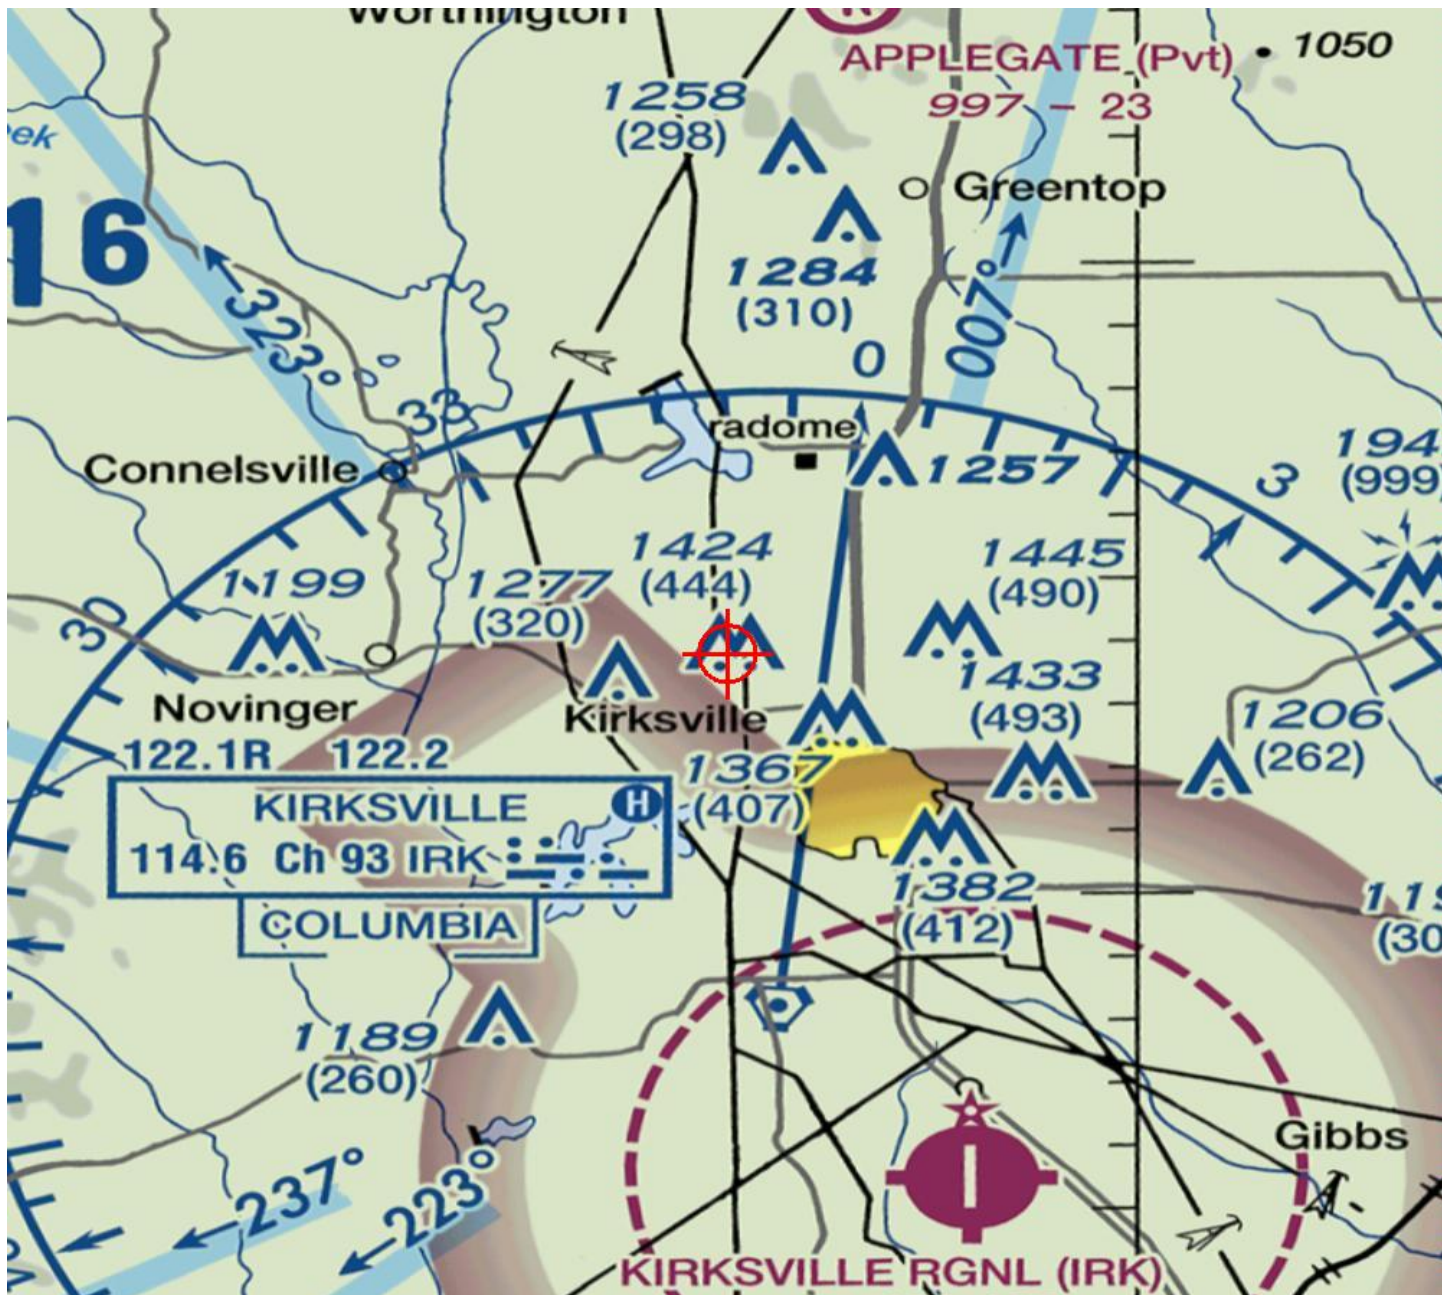 Worthington
APPLEGATE (Pvt)
997 - 23
1050
1258
(298)
eek
Greentop
16
1284
(310)
323°
007°
0
33
radome
Connelsville
1257
3
194
(999)
1424
(444)
1445
(490)
1199
1277
(320)
30
1433
(493)
Novinger
Kirksville
1206
(262)
122.1R 122.2
1367
(407)
KIRKSVILLE
H
114.6 Ch 93 IRK
1382
(412)
119
(30
COLUMBIA
1189
(260)
Gibbs
237°
223°
KIRKSVILLE RGNL (IRK)